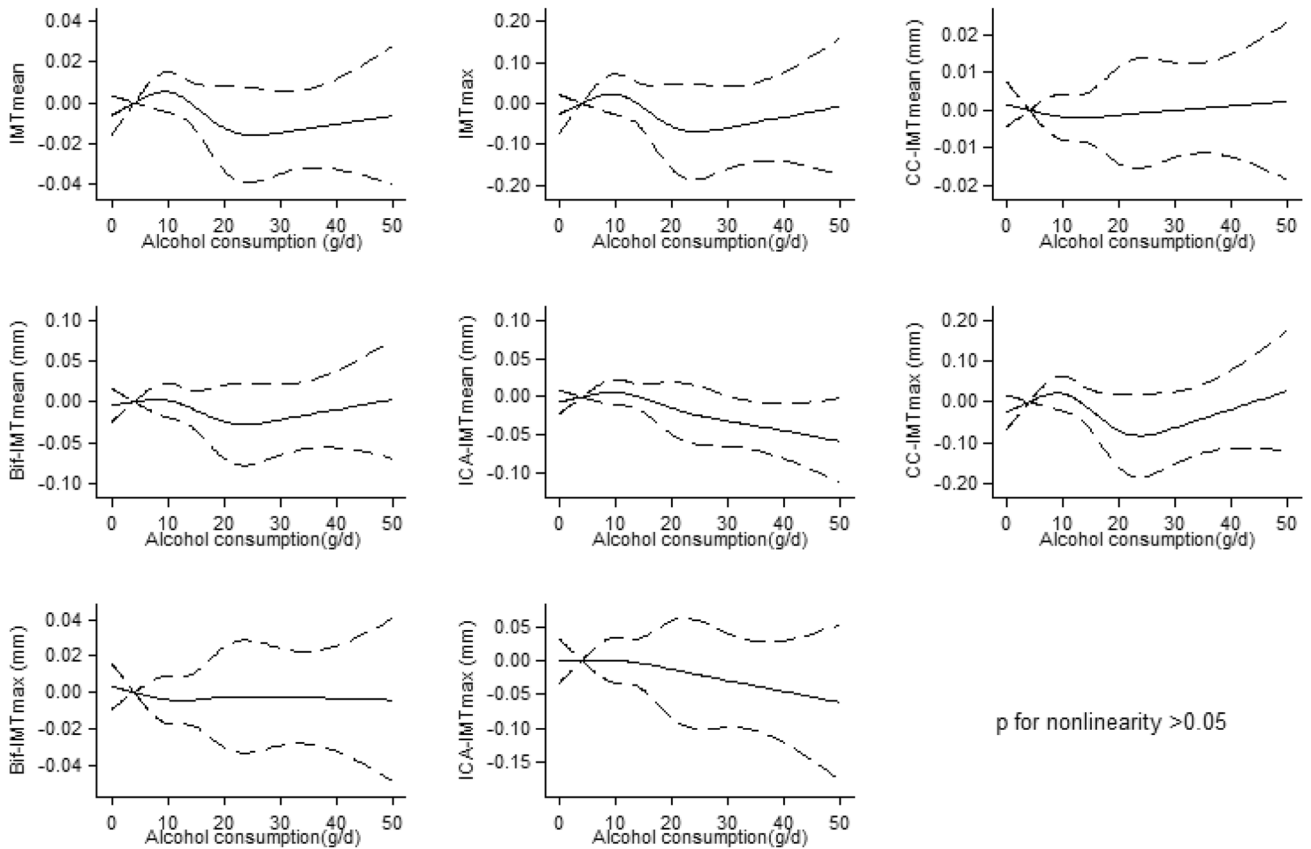 IMTmean
0.04
0.02
0.00
-0.02
-0.04
0 10 20 30 40 50
Alcohol consumption (g/d)
IMTmax
0.20
0.10
0.00
-0.10
-0.20
0 10 20 30 40 50
Alcohol consumption(g/d)
CC-IMTmean (mm)
0.02
0.01
0.00
-0.01
-0.02
0 10 20 30 40 50
Alcohol consumption(g/d)
Bif-IMTmean (mm)
0.10
0.05
0.00
-0.05
-0.10
0 10 20 30 40 50
Alcohol consumption(g/d)
ICA-IMTmean (mm)
0.10
0.05
0.00
-0.05
-0.10
0 10 20 30 40 50
Alcohol consumption(g/d)
CC-IMTmax (mm)
0.20
0.10
0.00
-0.10
-0.20
0 10 20 30 40 50
Alcohol consumption(g/d)
Bif-IMTmax (mm)
0.04
0.02
0.00
-0.02
-0.04
0 10 20 30 40 50
Alcohol consumption(g/d)
ICA-IMTmax (mm)
0.05
0.00
-0.05
-0.10
-0.15
0 10 20 30 40 50
Alcohol consumption(g/d)
p for nonlinearity >0.05